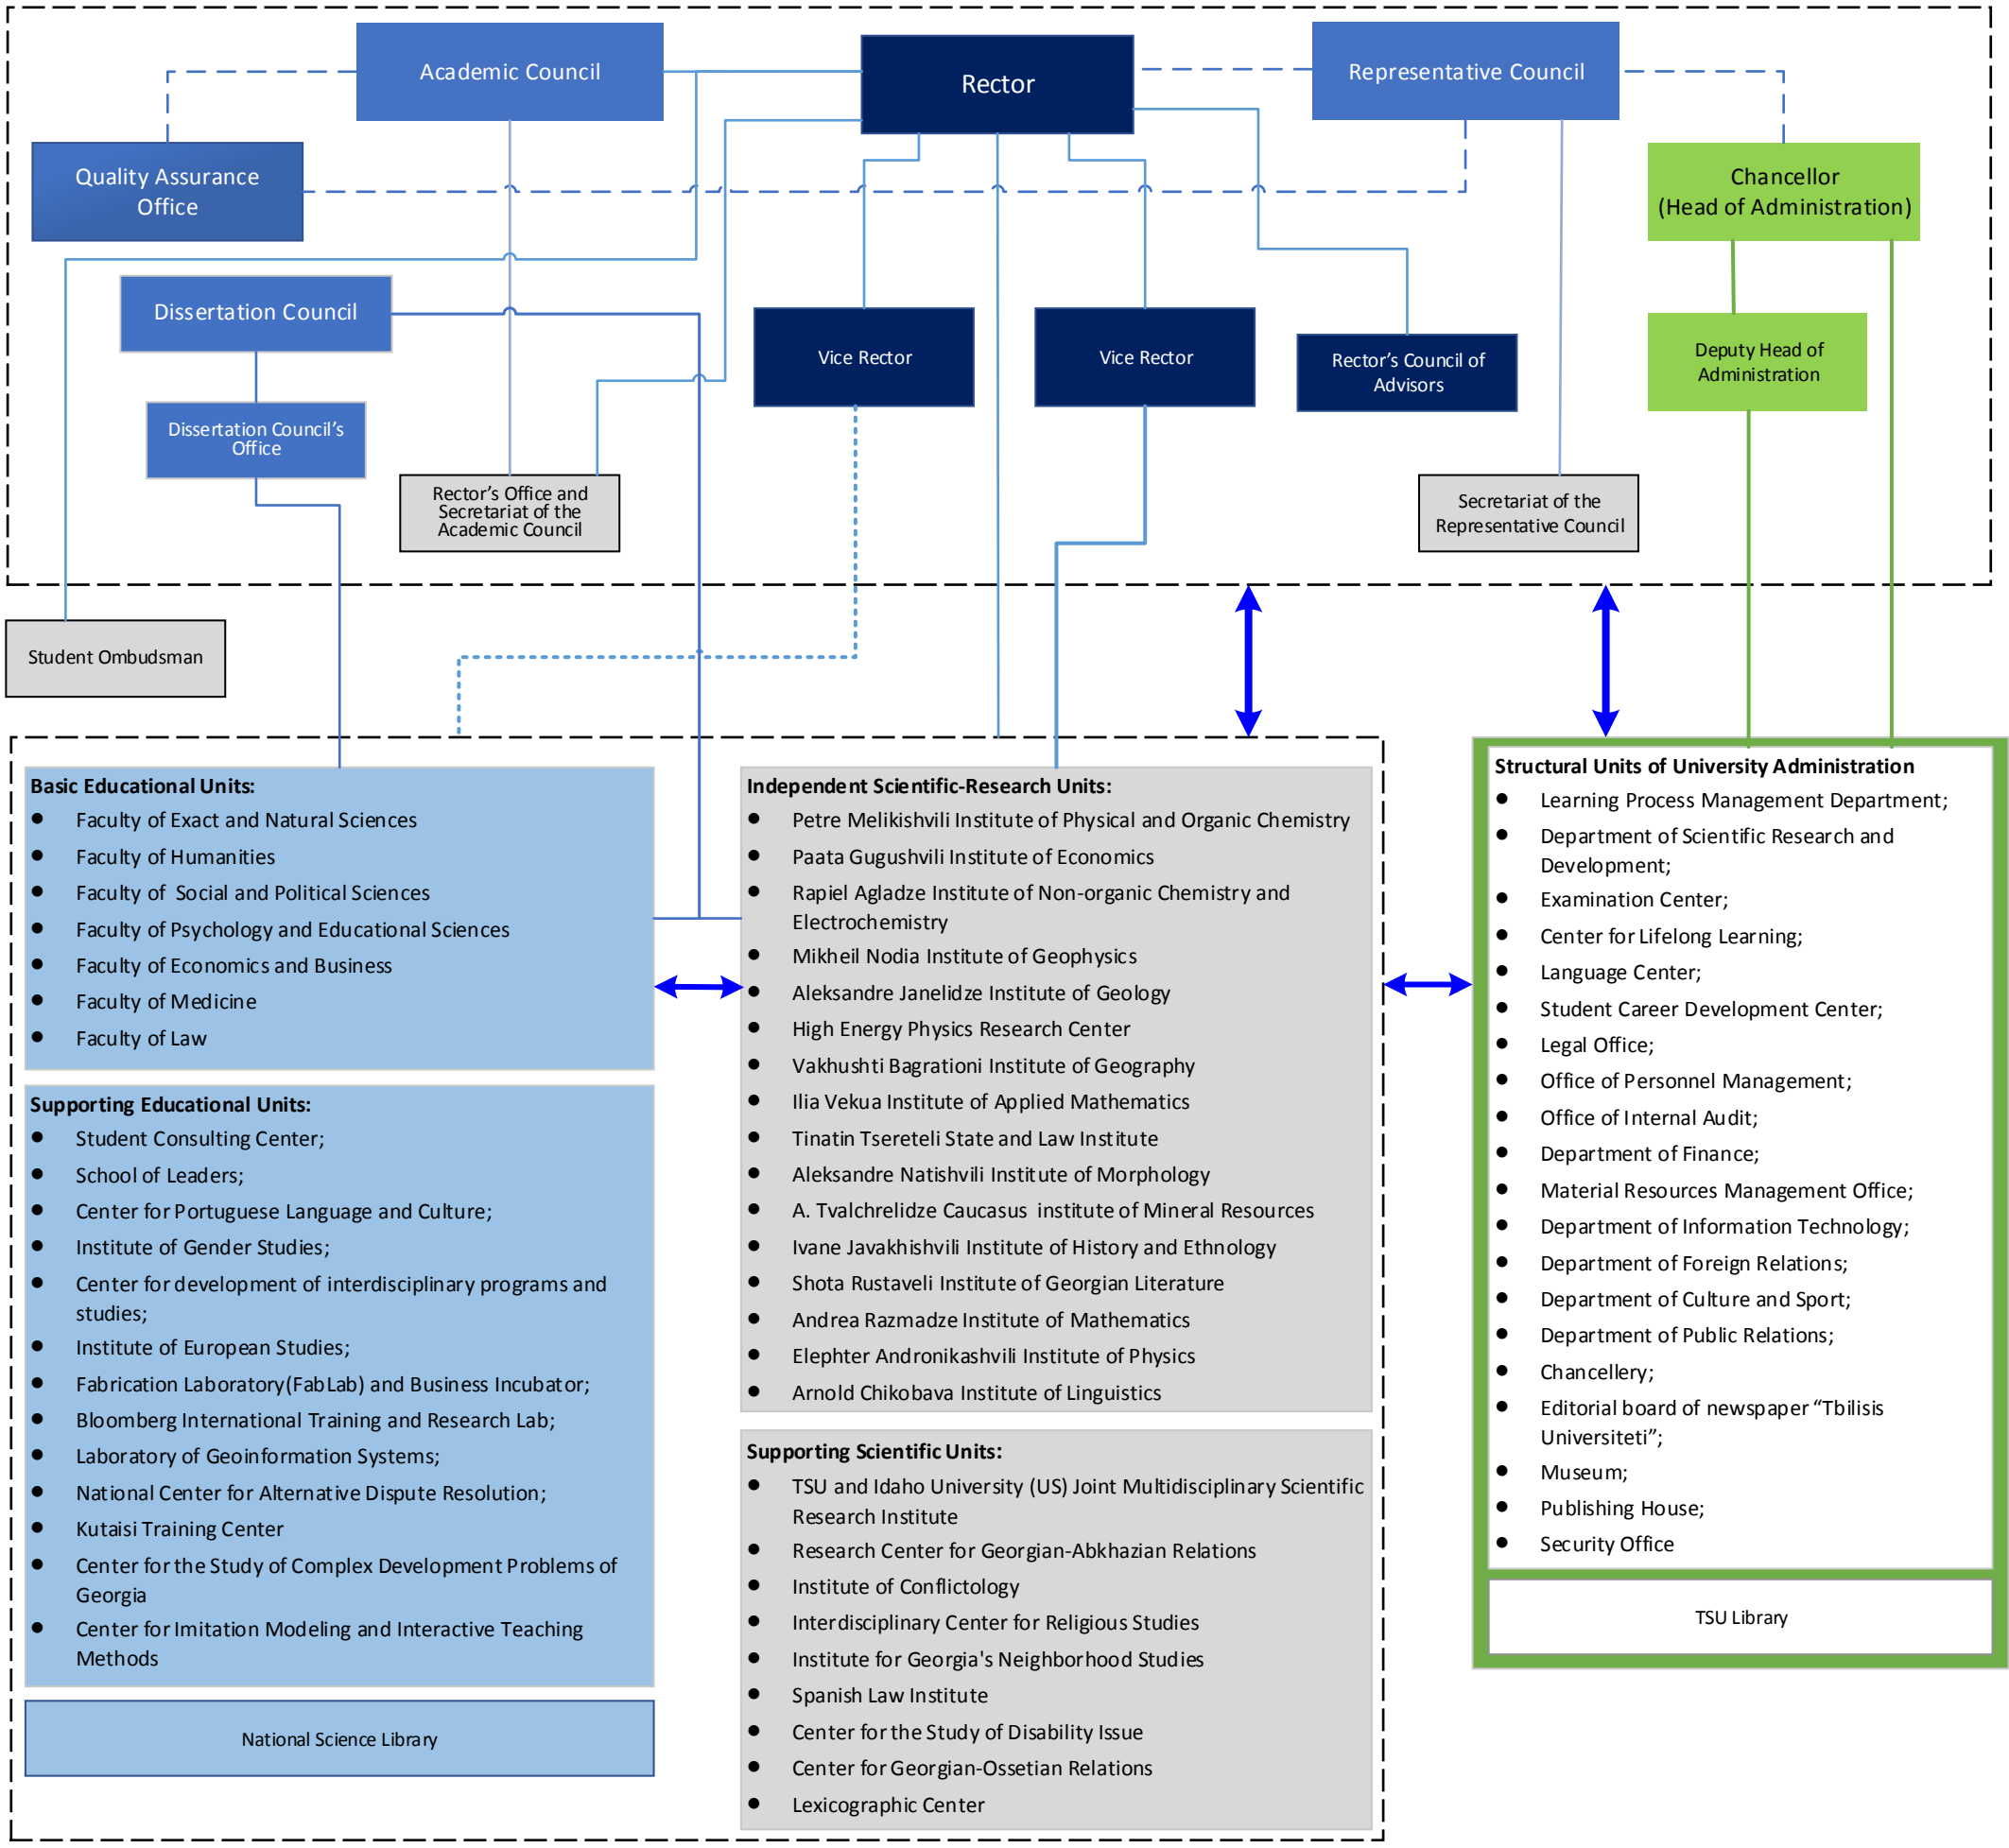 Academic Council
Rector
Representative Council
Quality Assurance
Office
Chancellor
(Head of Administration)
Dissertation Council
Vice Rector
Vice Rector
Rector’s Council of
Advisors
Deputy Head of
Administration
Dissertation Council’s
Office
Rector’s Office and
Secretariat of the
Academic Council
Secretariat of the
Representative Council
Student Ombudsman
Basic Educational Units:
● Faculty of Exact and Natural Sciences
● Faculty of Humanities
● Faculty of Social and Political Sciences
● Faculty of Psychology and Educational Sciences
● Faculty of Economics and Business
● Faculty of Medicine
● Faculty of Law
Supporting Educational Units:
● Student Consulting Center;
● School of Leaders;
● Center for Portuguese Language and Culture;
● Institute of Gender Studies;
● Center for development of interdisciplinary programs and
studies;
● Institute of European Studies;
● Fabrication Laboratory(FabLab) and Business Incubator;
● Bloomberg International Training and Research Lab;
● Laboratory of Geoinformation Systems;
● National Center for Alternative Dispute Resolution;
● Kutaisi Training Center
● Center for the Study of Complex Development Problems of
Georgia
● Center for Imitation Modeling and Interactive Teaching
Methods
National Science Library
Independent Scientific-Research Units:
● Petre Melikishvili Institute of Physical and Organic Chemistry
● Paata Gugushvili Institute of Economics
● Rapiel Agladze Institute of Non-organic Chemistry and
Electrochemistry
● Mikheil Nodia Institute of Geophysics
● Aleksandre Janelidze Institute of Geology
● High Energy Physics Research Center
● Vakhushti Bagrationi Institute of Geography
● Ilia Vekua Institute of Applied Mathematics
● Tinatin Tsereteli State and Law Institute
● Aleksandre Natishvili Institute of Morphology
● A. Tvalchrelidze Caucasus institute of Mineral Resources
● Ivane Javakhishvili Institute of History and Ethnology
● Shota Rustaveli Institute of Georgian Literature
● Andrea Razmadze Institute of Mathematics
● Elephter Andronikashvili Institute of Physics
● Arnold Chikobava Institute of Linguistics
Supporting Scientific Units:
● TSU and Idaho University (US) Joint Multidisciplinary Scientific
Research Institute
● Research Center for Georgian-Abkhazian Relations
● Institute of Conflictology
● Interdisciplinary Center for Religious Studies
● Institute for Georgia's Neighborhood Studies
● Spanish Law Institute
● Center for the Study of Disability Issue
● Center for Georgian-Ossetian Relations
● Lexicographic Center
Structural Units of University Administration
● Learning Process Management Department;
● Department of Scientific Research and
Development;
● Examination Center;
● Center for Lifelong Learning;
● Language Center;
● Student Career Development Center;
● Legal Office;
● Office of Personnel Management;
● Office of Internal Audit;
● Department of Finance;
● Material Resources Management Office;
● Department of Information Technology;
● Department of Foreign Relations;
● Department of Culture and Sport;
● Department of Public Relations;
● Chancellery;
● Editorial board of newspaper “Tbilisis
Universiteti”;
● Museum;
● Publishing House;
● Security Office
TSU Library